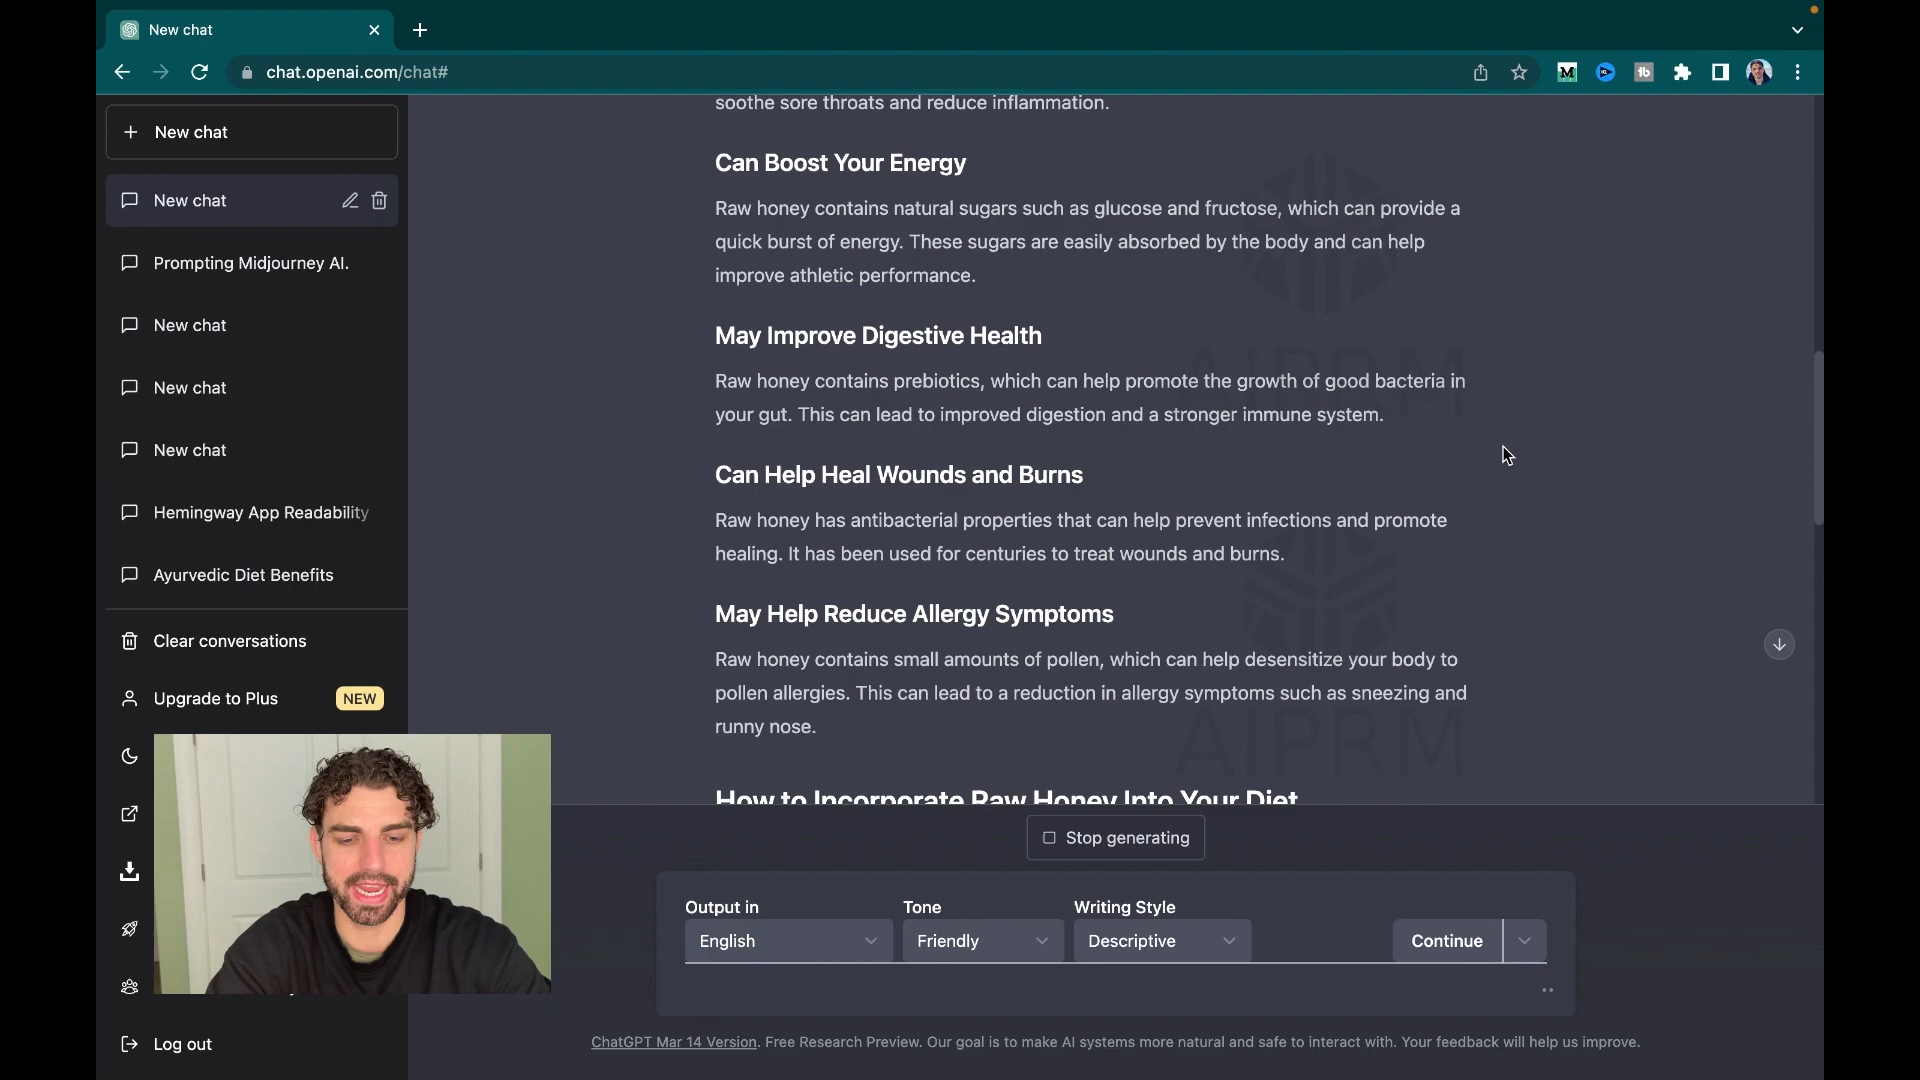 New chat
chat.openai.com/chat#
New chat
New chat
Prompting Midjourney AI.
New chat
New chat
New chat
Hemingway App Readability
Ayurvedic Diet Benefits
Clear conversations
Upgrade to Plus NEW
Log out
soothe sore throats and reduce inflammation.
Can Boost Your Energy
Raw honey contains natural sugars such as glucose and fructose, which can provide a
quick burst of energy. These sugars are easily absorbed by the body and can help
improve athletic performance.
May Improve Digestive Health
Raw honey contains prebiotics, which can help promote the growth of good bacteria in
your gut. This can lead to improved digestion and a stronger immune system.
Can Help Heal Wounds and Burns
Raw honey has antibacterial properties that can help prevent infections and promote
healing. It has been used for centuries to treat wounds and burns.
May Help Reduce Allergy Symptoms
Raw honey contains small amounts of pollen, which can help desensitize your body to
pollen allergies. This can lead to a reduction in allergy symptoms such as sneezing and
runny nose.
How to Incorporate Raw Honey Into Your Diet
AIPRM
AIPRM
Stop generating
Output in Tone Writing Style
English Friendly Descriptive Continue
ChatGPT Mar 14 Version. Free Research Preview. Our goal is to make AI systems more natural and safe to interact with. Your feedback will help us improve.